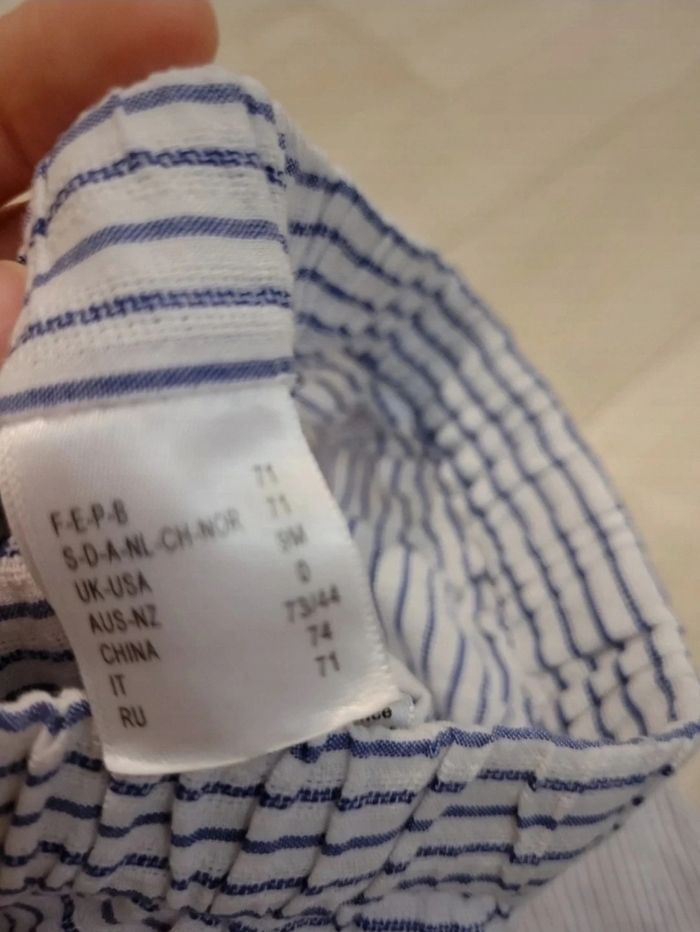 F-E-P-B 71
S-D-A-NL-CH-NOR 71
UK-USA 9M
AUS-NZ 0
CHINA 73/44
IT 74
RU 71